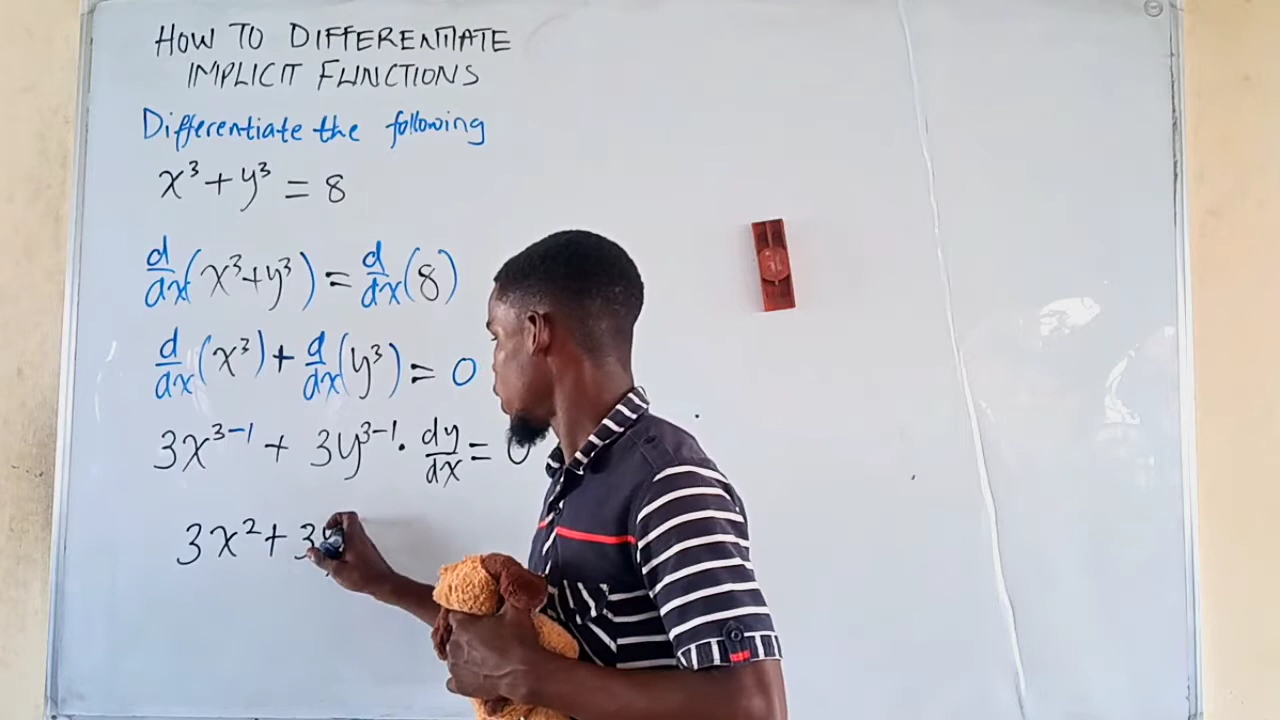 HOW TO DIFFERENTIATE
IMPLICIT FUNCTIONS
Differentiate the following
x³ + y³ = 8
d/dx(x³+y³) = d/dx(8)
d/dx(x³) + d/dx(y³) = 0
3x³⁻¹ + 3y³⁻¹ · dy/dx = 0
3x² + 3y